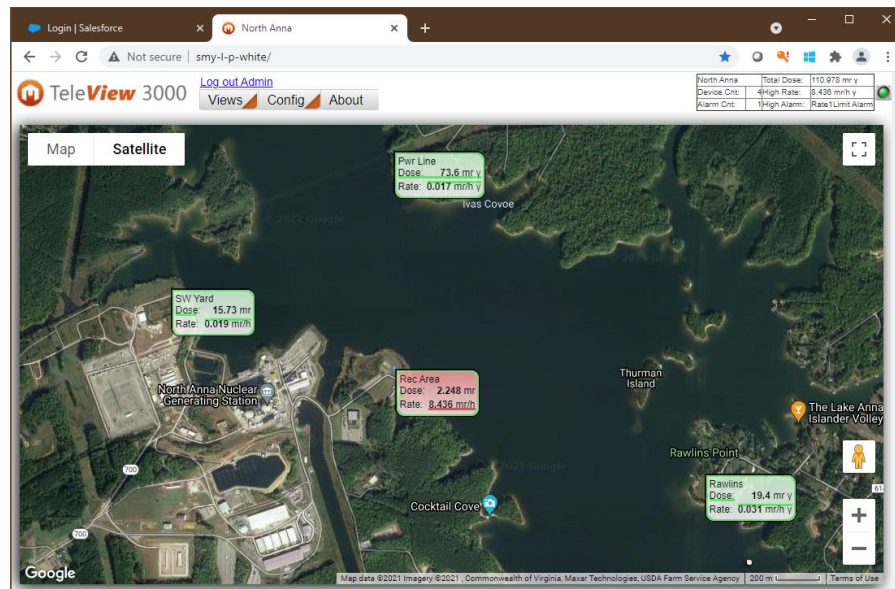 Login | Salesforce
North Anna
Not secure | smy-l-p-white/
TeleView 3000
Log out Admin
Views Config About
North Anna Total Dose: 110.978 mr γ
Device Cnt: 4 High Rate: 8.436 mr/h γ
Alarm Cnt: 1 High Alarm: Rate1Limit Alarm
Map Satellite
Pwr Line
Dose: 73.6 mr γ
Rate: 0.017 mr/h γ
Ivas Covoe
© 2021 Google
SW Yard
Dose: 15.73 mr
Rate: 0.019 mr/h
North Anna Nuclear
Generating Station
Rec Area
Dose: 2.248 mr
Rate: 8.436 mr/h
Thurman
Island
The Lake Anna
Islander Volley
Rawlins Point
700
Rawlins
Dose: 19.4 mr γ
Rate: 0.031 mr/h γ
61
Cocktail Cove
700
Google
Map data ©2021 Imagery ©2021 , Commonwealth of Virginia, Maxar Technologies, USDA Farm Service Agency 200 m Terms of Use